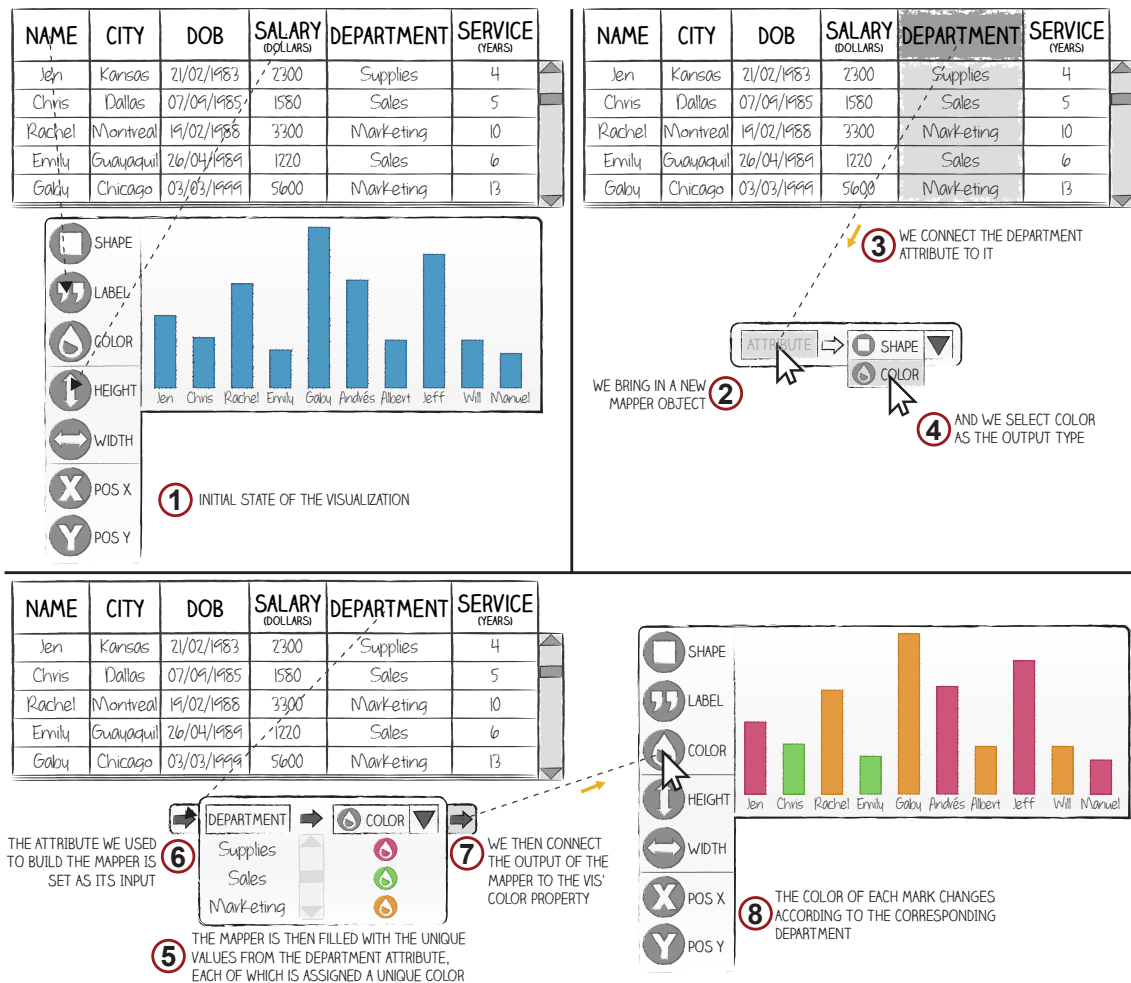 NAME CITY DOB SALARY (DOLLARS) DEPARTMENT SERVICE (YEARS)
Jen Kansas 21/02/1983 2300 Supplies 4
Chris Dallas 07/09/1985 1580 Sales 5
Rachel Montreal 19/02/1988 3300 Marketing 10
Emily Guayaquil 26/04/1989 1220 Sales 6
Gaby Chicago 03/03/1999 5600 Marketing 13
SHAPE
LABEL
COLOR
HEIGHT
WIDTH
X POS X
Y POS Y
Jen Chris Rachel Emily Gaby Andrés Albert Jeff Will Manuel
1 INITIAL STATE OF THE VISUALIZATION
NAME CITY DOB SALARY (DOLLARS) DEPARTMENT SERVICE (YEARS)
Jen Kansas 21/02/1983 2300 Supplies 4
Chris Dallas 07/09/1985 1580 Sales 5
Rachel Montreal 19/02/1988 3300 Marketing 10
Emily Guayaquil 26/04/1989 1220 Sales 6
Gaby Chicago 03/03/1999 5600 Marketing 13
3 WE CONNECT THE DEPARTMENT
ATTRIBUTE TO IT
ATTRIBUTE SHAPE
COLOR
WE BRING IN A NEW
MAPPER OBJECT 2
4 AND WE SELECT COLOR
AS THE OUTPUT TYPE
NAME CITY DOB SALARY (DOLLARS) DEPARTMENT SERVICE (YEARS)
Jen Kansas 21/02/1983 2300 Supplies 4
Chris Dallas 07/09/1985 1580 Sales 5
Rachel Montreal 19/02/1988 3300 Marketing 10
Emily Guayaquil 26/04/1989 1220 Sales 6
Gaby Chicago 03/03/1999 5600 Marketing 13
DEPARTMENT COLOR
Supplies
Sales
Marketing
THE ATTRIBUTE WE USED
TO BUILD THE MAPPER IS
SET AS ITS INPUT
6
7 WE THEN CONNECT
THE OUTPUT OF THE
MAPPER TO THE VIS'
COLOR PROPERTY
5 THE MAPPER IS THEN FILLED WITH THE UNIQUE
VALUES FROM THE DEPARTMENT ATTRIBUTE,
EACH OF WHICH IS ASSIGNED A UNIQUE COLOR
SHAPE
LABEL
COLOR
HEIGHT
WIDTH
X POS X
Y POS Y
Jen Chris Rachel Emily Gaby Andrés Albert Jeff Will Manuel
8 THE COLOR OF EACH MARK CHANGES
ACCORDING TO THE CORRESPONDING
DEPARTMENT